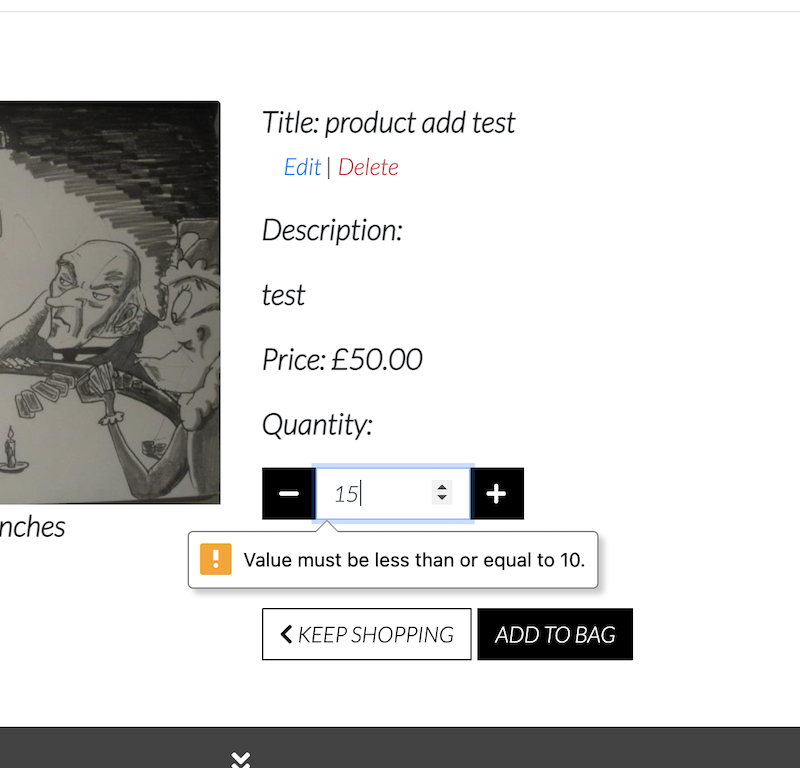 Title: product add test
Edit | Delete
Description:
test
Price: £50.00
Quantity:
15
nches
Value must be less than or equal to 10.
KEEP SHOPPING
ADD TO BAG